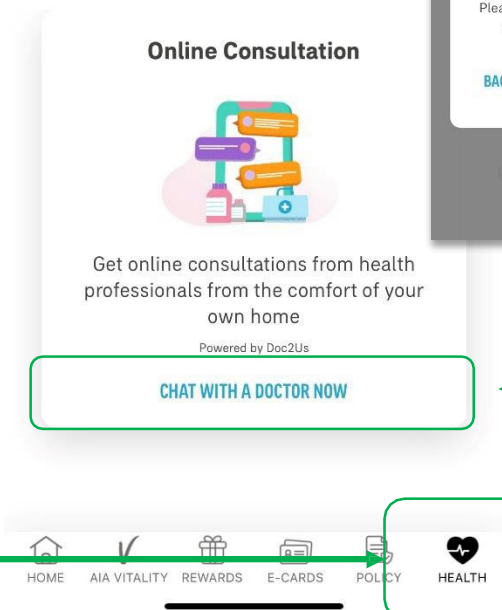 Online Consultation
Get online consultations from health
professionals from the comfort of your
own home
Powered by Doc2Us
CHAT WITH A DOCTOR NOW
HOME AIA VITALITY REWARDS E-CARDS POLICY HEALTH